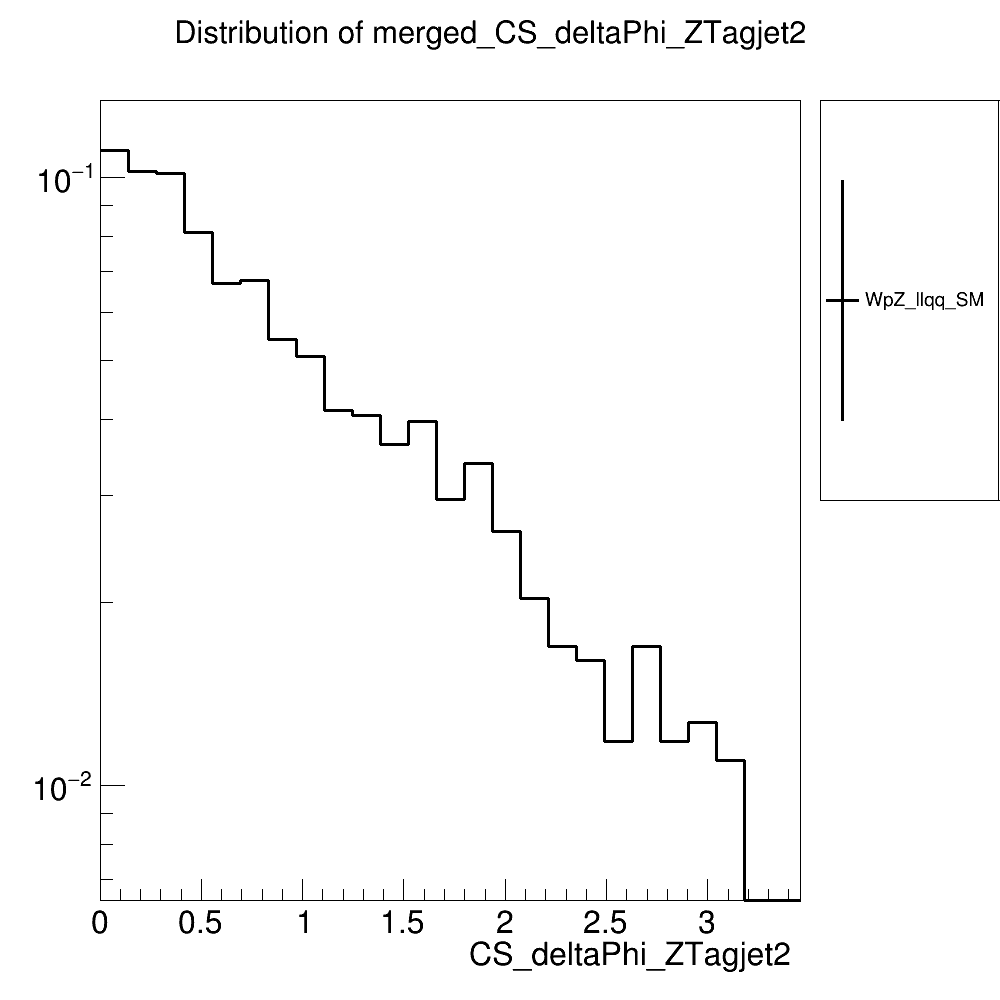 Distribution of merged_CS_deltaPhi_ZTagjet2
10−1
10−2
WpZ_llqq_SM
0 0.5 1 1.5 2 2.5 3
CS_deltaPhi_ZTagjet2